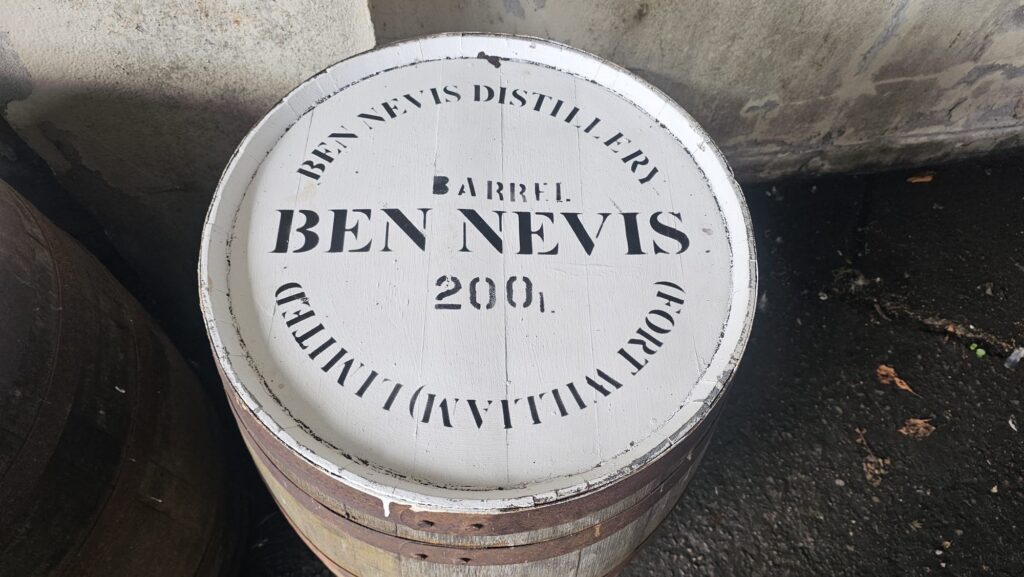 BEN NEVIS DISTILLERY
BARREL
BEN NEVIS
200L
(FORT WILLIAM) LIMITED)